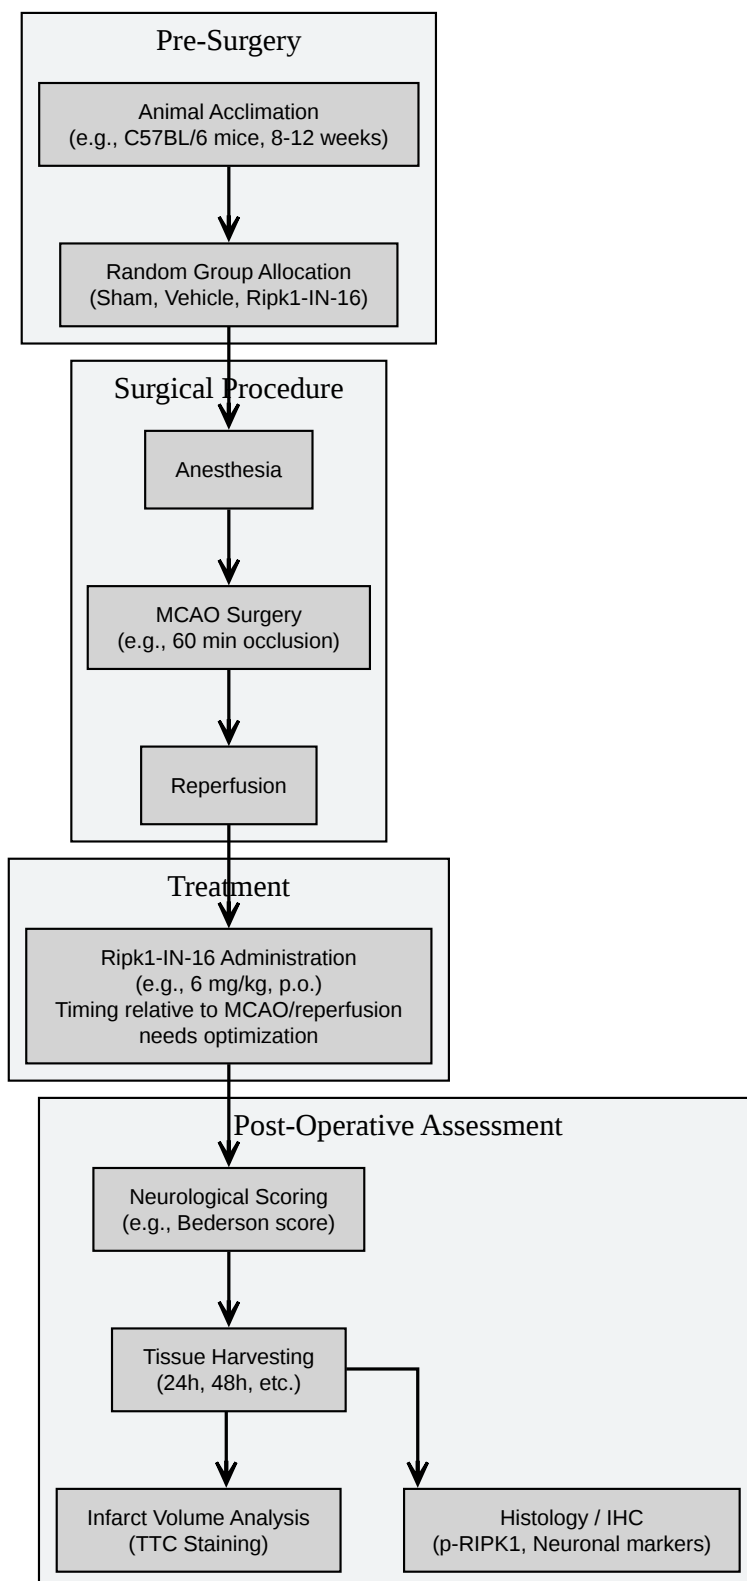 Pre-Surgery
Animal Acclimation
(e.g., C57BL/6 mice, 8-12 weeks)
Random Group Allocation
(Sham, Vehicle, Ripk1-IN-16)
Surgical Procedure
Anesthesia
MCAO Surgery
(e.g., 60 min occlusion)
Reperfusion
Treatment
Ripk1-IN-16 Administration
(e.g., 6 mg/kg, p.o.)
Timing relative to MCAO/reperfusion
needs optimization
Post-Operative Assessment
Neurological Scoring
(e.g., Bederson score)
Tissue Harvesting
(24h, 48h, etc.)
Infarct Volume Analysis
(TTC Staining)
Histology / IHC
(p-RIPK1, Neuronal markers)